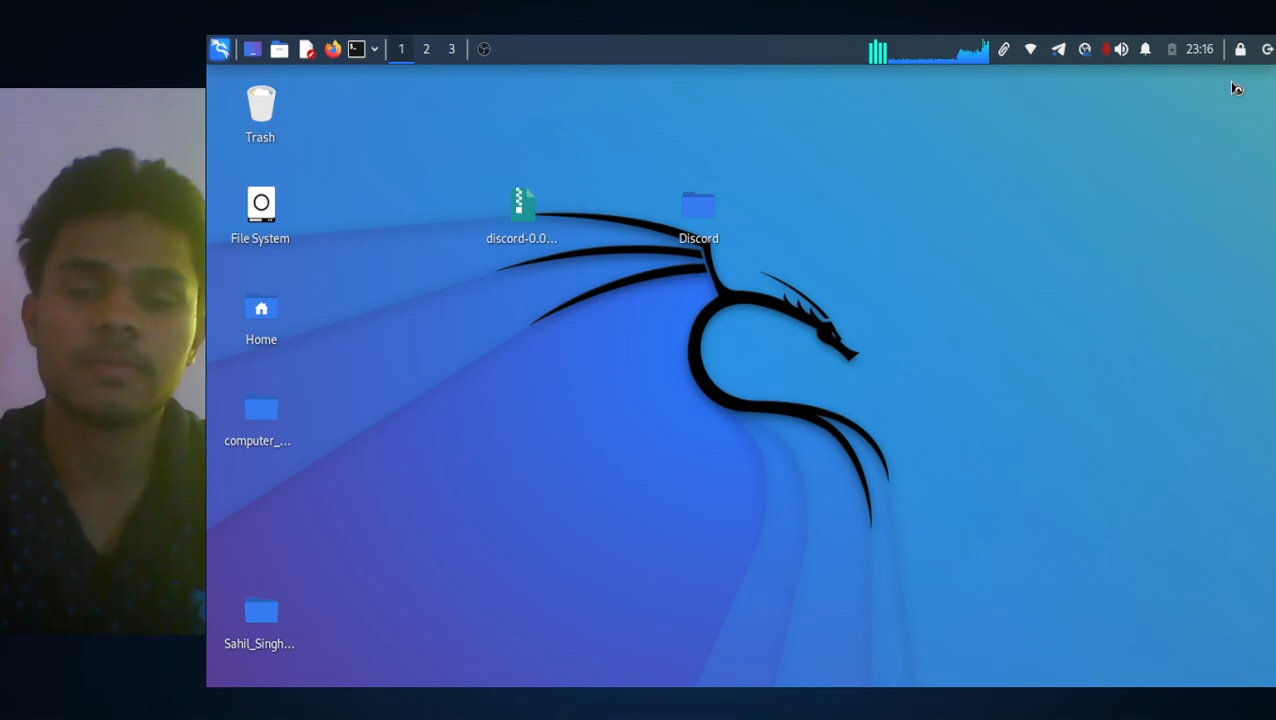 1 2 3 23:16
Trash
File System
discord-0.0...
Discord
Home
computer_...
Sahil_Singh...